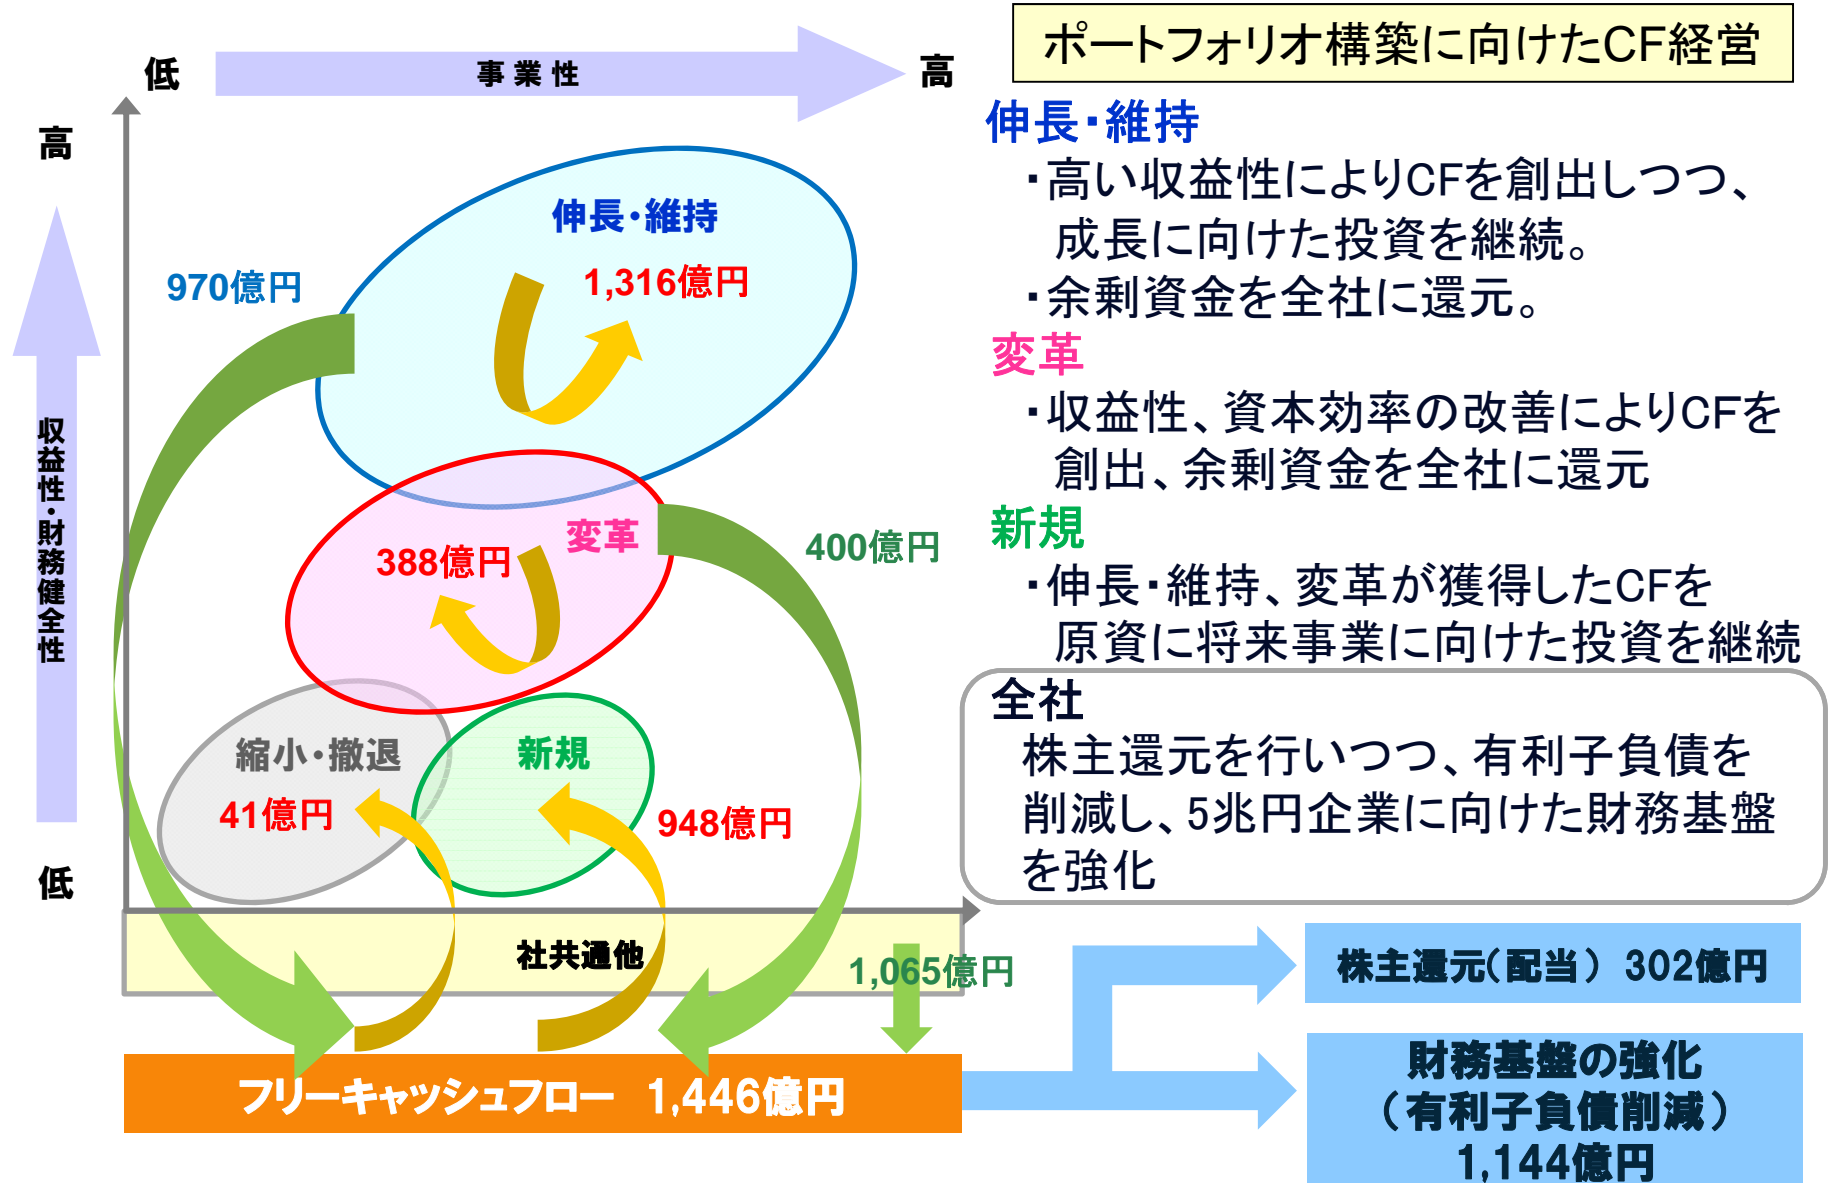 低
事業性
高
高
収益性・財務健全性
低
伸長・維持
970億円
1,316億円
変革
388億円
400億円
縮小・撤退
41億円
新規
948億円
社共通他
1,065億円
フリーキャッシュフロー 1,446億円
ポートフォリオ構築に向けたCF経営
伸長・維持
・高い収益性によりCFを創出しつつ、
成長に向けた投資を継続。
・余剰資金を全社に還元。
変革
・収益性、資本効率の改善によりCFを
創出、余剰資金を全社に還元
新規
・伸長・維持、変革が獲得したCFを
原資に将来事業に向けた投資を継続
全社
株主還元を行いつつ、有利子負債を
削減し、5兆円企業に向けた財務基盤
を強化
株主還元(配当) 302億円
財務基盤の強化
(有利子負債削減)
1,144億円